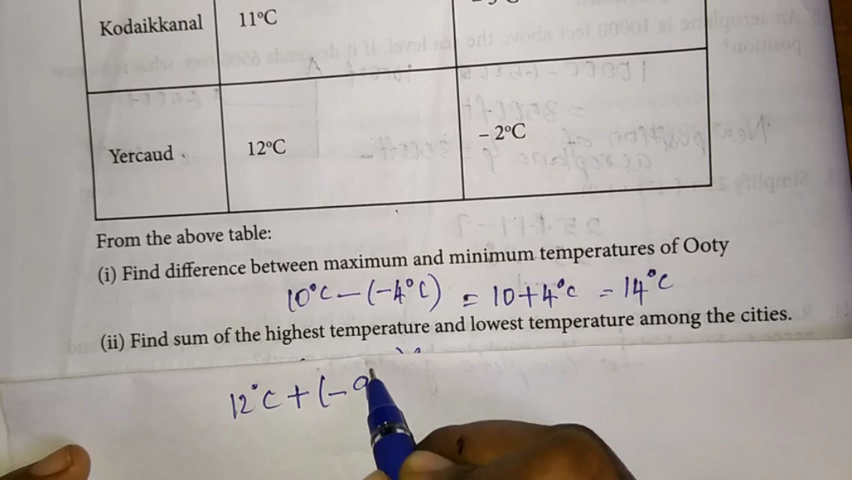 Kodaikkanal 11°C
Yercaud 12°C – 2°C
From the above table:
(i) Find difference between maximum and minimum temperatures of Ooty
10°C – (–4°C) = 10+4°C = 14°C
(ii) Find sum of the highest temperature and lowest temperature among the cities.
12°C + (–